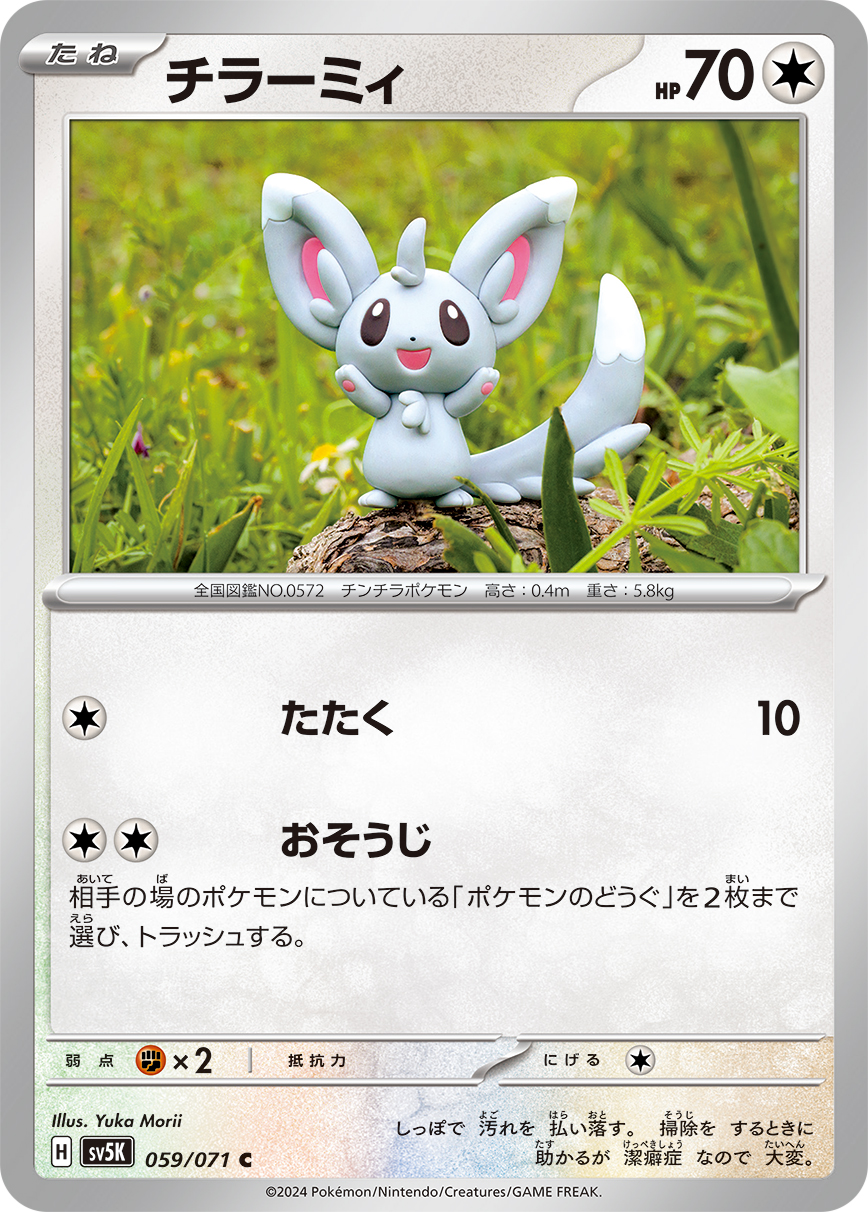 たね
チラーミィ
HP70
全国図鑑NO.0572 チンチラポケモン 高さ：0.4m 重さ：5.8kg
たたく 10
おそうじ
相手の場のポケモンについている「ポケモンのどうぐ」を2枚まで
選び、トラッシュする。
弱点 ×2 抵抗力 にげる
Illus. Yuka Morii
H sv5K 059/071 C
しっぽで 汚れを 払い落す。 掃除を するときに
助かるが 潔癖症 なので 大変。
©2024 Pokémon/Nintendo/Creatures/GAME FREAK.